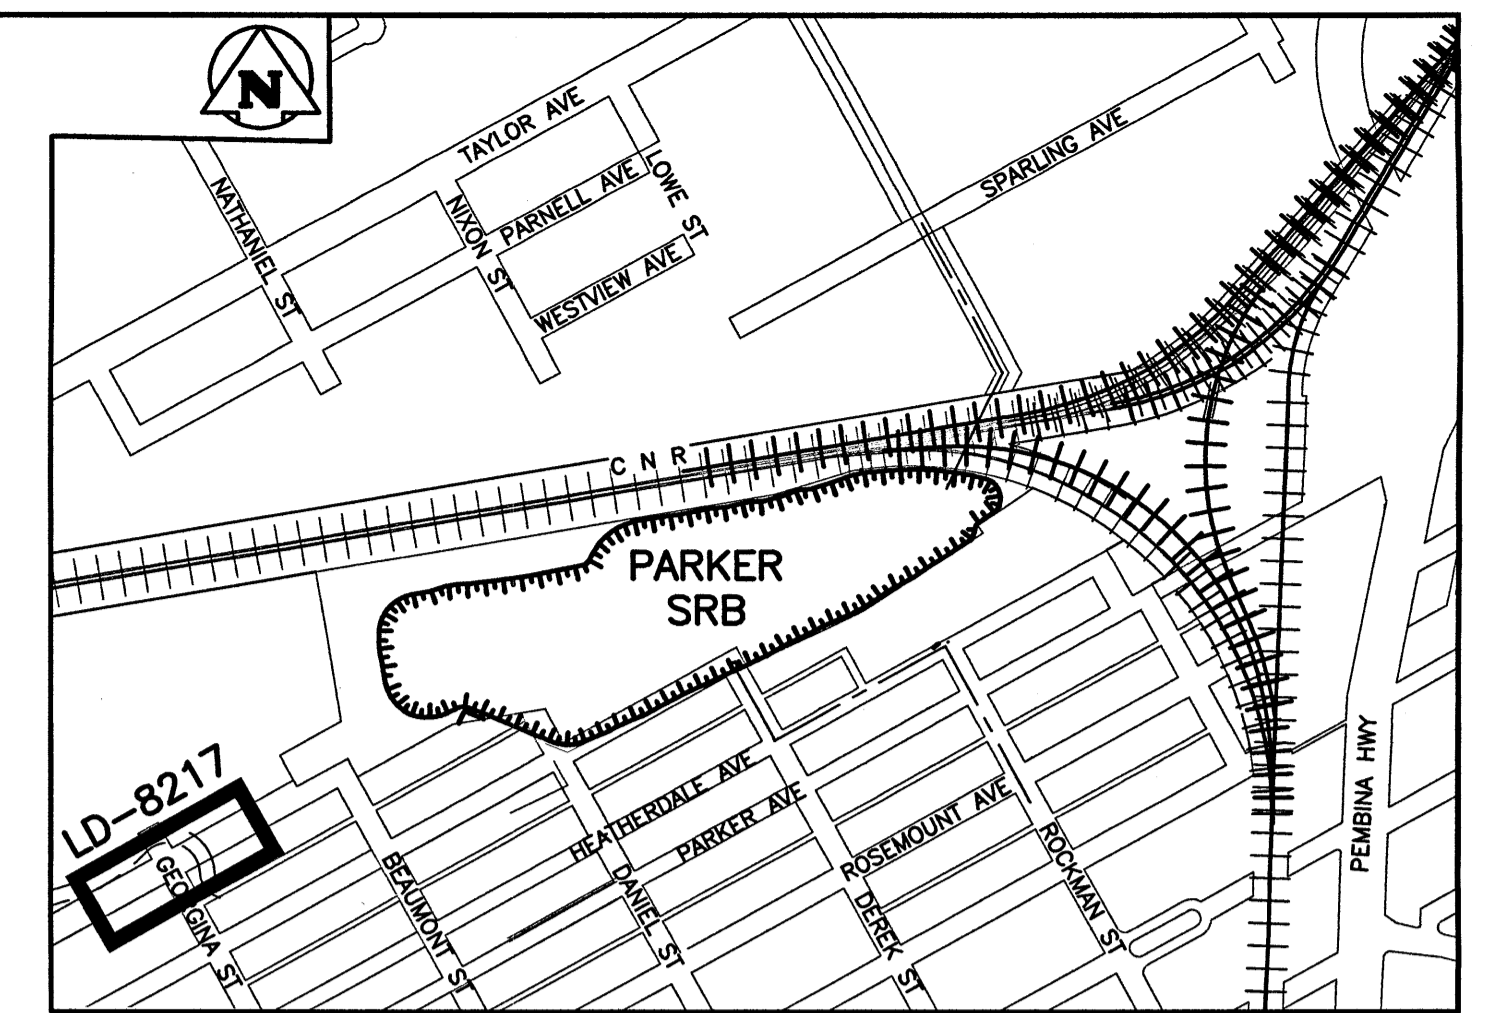 N
TAYLOR AVE
SPARLING AVE
PARNELL AVE
LOWE ST
NATHANIEL ST
NIXON ST
WESTVIEW AVE
C N R
PARKER
SRB
LD-8217
HEATHERDALE AVE
PARKER AVE
ROSEMOUNT AVE
PEMBINA HWY
GEORGINA ST
BEAUMONT ST
DANIEL ST
DEREK ST
ROCKMAN ST